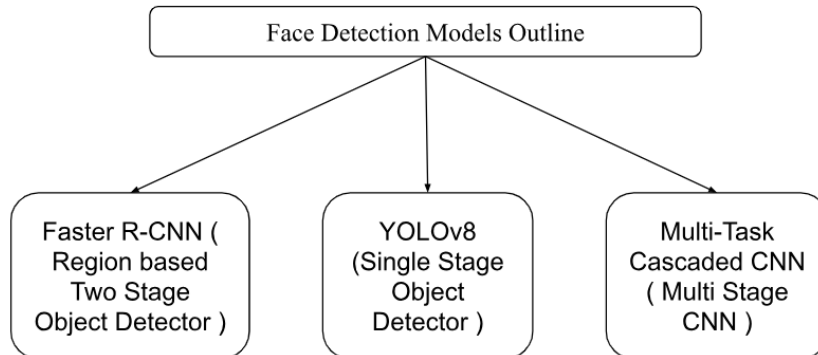 Face Detection Models Outline
Faster R-CNN (
Region based
Two Stage
Object Detector )
YOLOv8
(Single Stage
Object
Detector )
Multi-Task
Cascaded CNN
( Multi Stage
CNN )